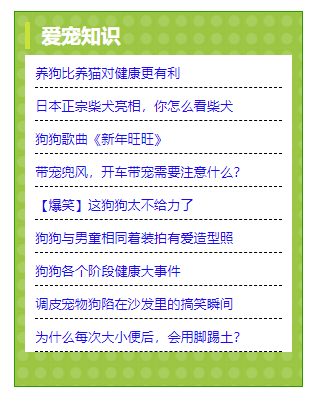 爱宠知识
养狗比养猫对健康更有利
日本正宗柴犬亮相，你怎么看柴犬
狗狗歌曲《新年旺旺》
带宠兜风，开车带宠需要注意什么？
【爆笑】这狗狗太不给力了
狗狗与男童相同着装拍有爱造型照
狗狗各个阶段健康大事件
调皮宠物狗陷在沙发里的搞笑瞬间
为什么每次大小便后，会用脚踢土？